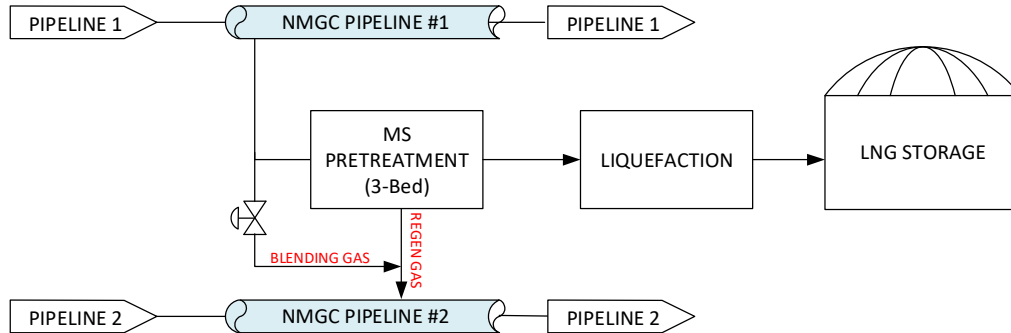 PIPELINE 1
NMGC PIPELINE #1
PIPELINE 1
MS
PRETREATMENT
(3-Bed)
LIQUEFACTION
LNG STORAGE
REGEN GAS
BLENDING GAS
PIPELINE 2
NMGC PIPELINE #2
PIPELINE 2